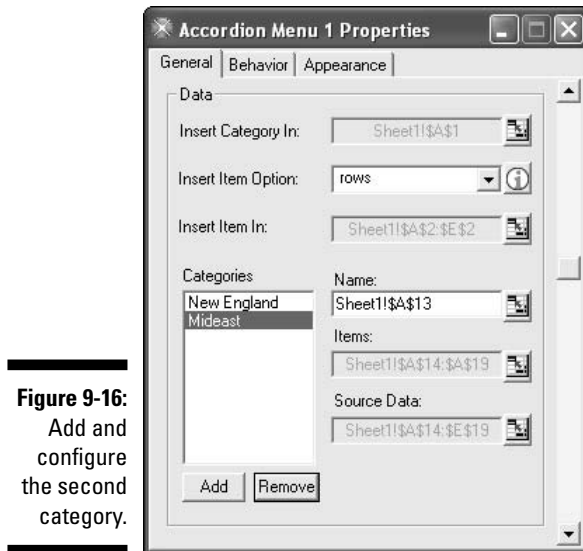 Accordion Menu 1 Properties
General Behavior Appearance
Data
Insert Category In: Sheet1!$A$1
Insert Item Option: rows
Insert Item In: Sheet1!$A$2:$E$2
Categories
New England
Mideast
Name:
Sheet1!$A$13
Items:
Sheet1!$A$14:$A$19
Source Data:
Sheet1!$A$14:$E$19
Add Remove
Figure 9-16:
Add and
configure
the second
category.